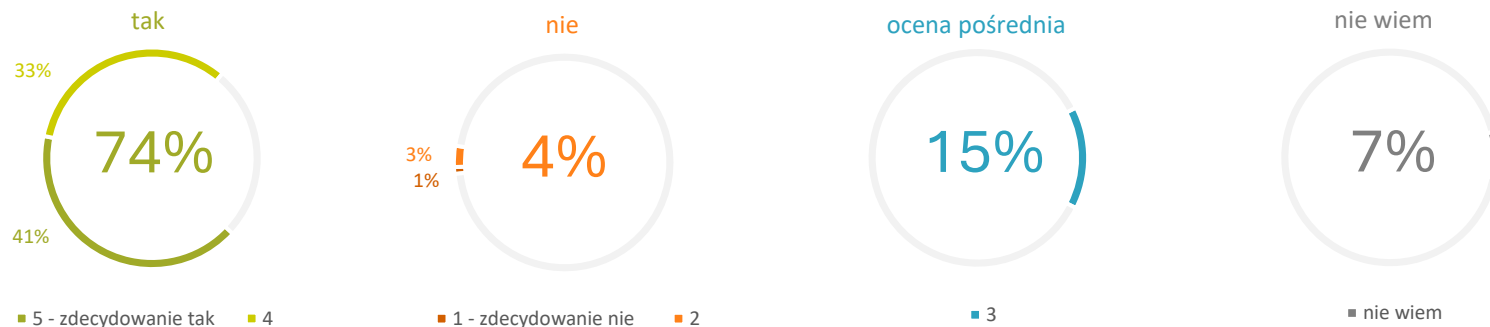 tak
33%
74%
41%
5 - zdecydowanie tak 4
nie
3%
1%
4%
1 - zdecydowanie nie 2
ocena pośrednia
15%
3
nie wiem
7%
nie wiem